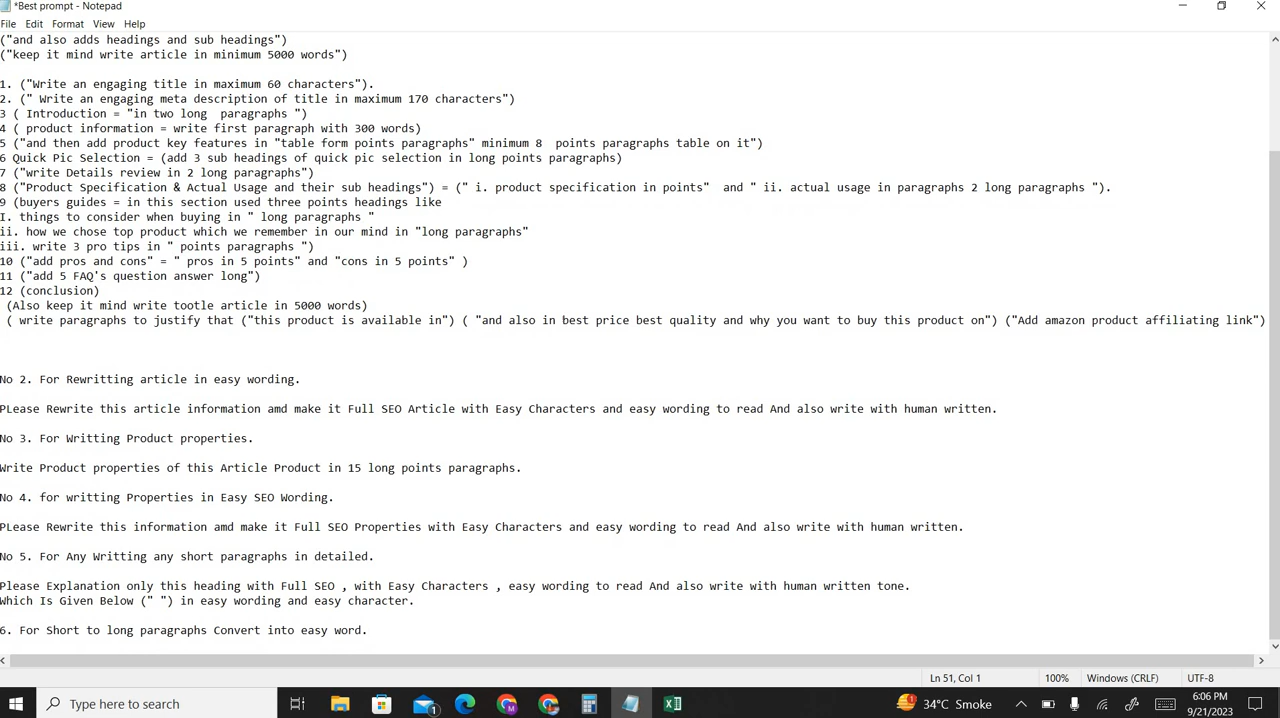 *Best prompt - Notepad
File Edit Format View Help
("and also adds headings and sub headings")
("keep it mind write article in minimum 5000 words")
1. ("Write an engaging title in maximum 60 characters").
2. (" Write an engaging meta description of title in maximum 170 characters")
3 ( Introduction = "in two long  paragraphs ")
4 ( product information = write first paragraph with 300 words)
5 ("and then add product key features in "table form points paragraphs" minimum 8  points paragraphs table on it")
6 Quick Pic Selection = (add 3 sub headings of quick pic selection in long points paragraphs)
7 ("write Details review in 2 long paragraphs")
8 ("Product Specification & Actual Usage and their sub headings") = (" i. product specification in points"  and " ii. actual usage in paragraphs 2 long paragraphs ").
9 (buyers guides = in this section used three points headings like
I. things to consider when buying in " long paragraphs "
ii. how we chose top product which we remember in our mind in "long paragraphs"
iii. write 3 pro tips in " points paragraphs ")
10 ("add pros and cons" = " pros in 5 points" and "cons in 5 points" )
11 ("add 5 FAQ's question answer long")
12 (conclusion)
(Also keep it mind write tootle article in 5000 words)
( write paragraphs to justify that ("this product is available in") ( "and also in best price best quality and why you want to buy this product on") ("Add amazon product affiliating link")
No 2. For Rewritting article in easy wording.
PLease Rewrite this article information amd make it Full SEO Article with Easy Characters and easy wording to read And also write with human written.
No 3. For Writting Product properties.
Write Product properties of this Article Product in 15 long points paragraphs.
No 4. for writting Properties in Easy SEO Wording.
PLease Rewrite this information amd make it Full SEO Properties with Easy Characters and easy wording to read And also write with human written.
No 5. For Any Writting any short paragraphs in detailed.
Please Explanation only this heading with Full SEO , with Easy Characters , easy wording to read And also write with human written tone.
Which Is Given Below (" ") in easy wording and easy character.
6. For Short to long paragraphs Convert into easy word.
Ln 51, Col 1 100% Windows (CRLF) UTF-8
Type here to search 1 M 34°C Smoke 6:06 PM
9/21/2023